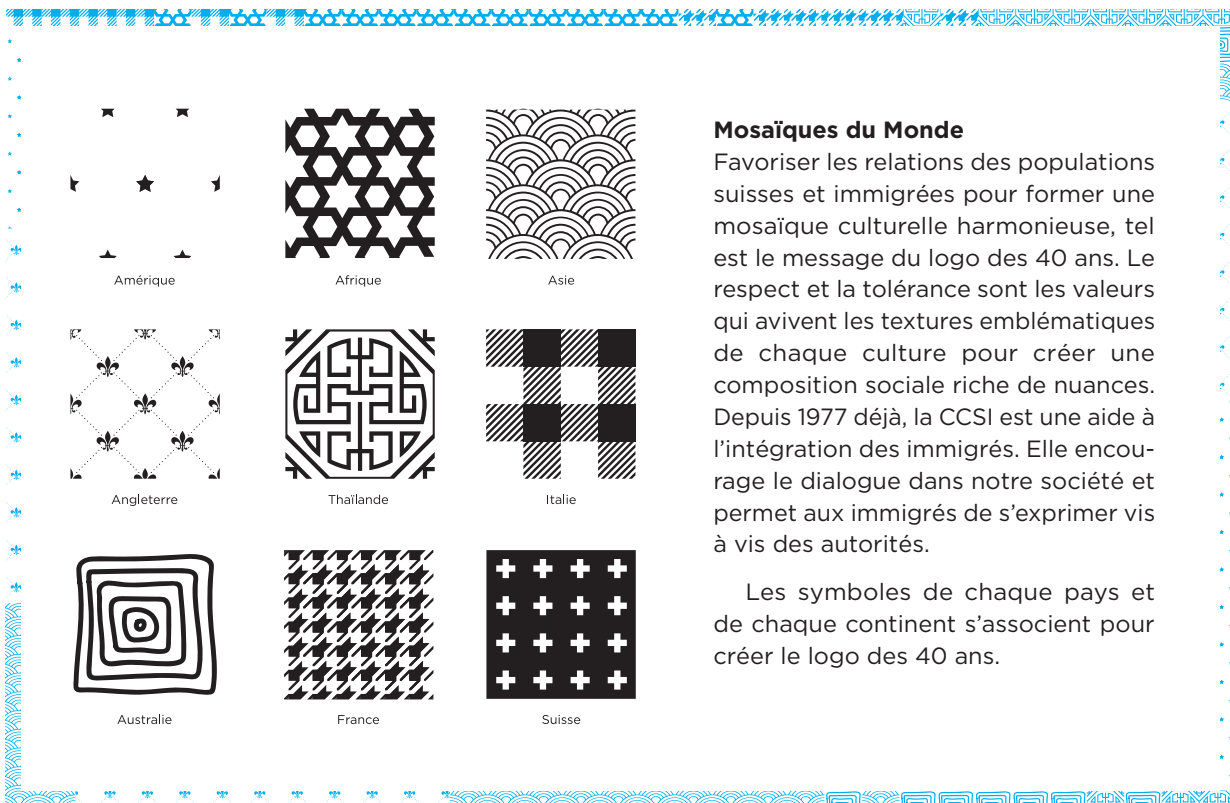 Amérique
Afrique
Asie
Angleterre
Thaïlande
Italie
Australie
France
Suisse
Mosaïques du Monde
Favoriser les relations des populations
suisses et immigrées pour former une
mosaïque culturelle harmonieuse, tel
est le message du logo des 40 ans. Le
respect et la tolérance sont les valeurs
qui avivent les textures emblématiques
de chaque culture pour créer une
composition sociale riche de nuances.
Depuis 1977 déjà, la CCSI est une aide à
l’intégration des immigrés. Elle encou-
rage le dialogue dans notre société et
permet aux immigrés de s’exprimer vis
à vis des autorités.
Les symboles de chaque pays et
de chaque continent s’associent pour
créer le logo des 40 ans.